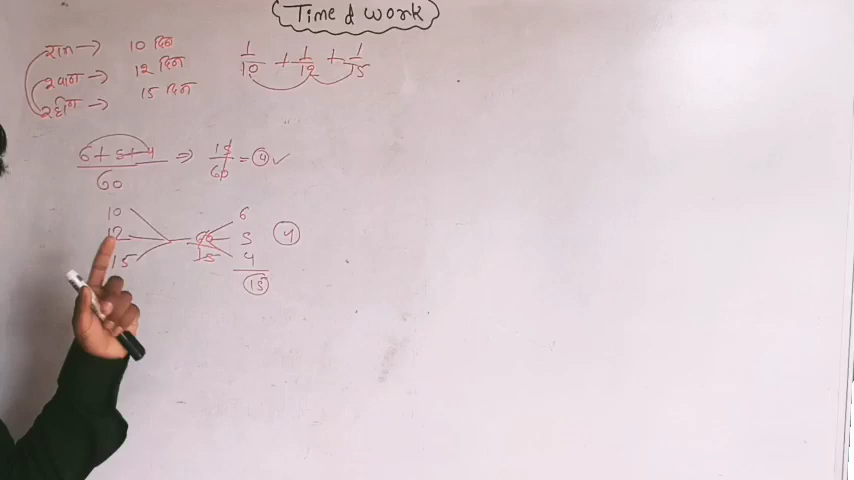 Time & work
राम → 10 दिन
श्याम → 12 दिन
रहीम → 15 दिन
1/10 + 1/12 + 1/15
6+5+4/60 ⇒ 15/60 = 4 ✓
10 6
12 60/15 5 4
15 4
15